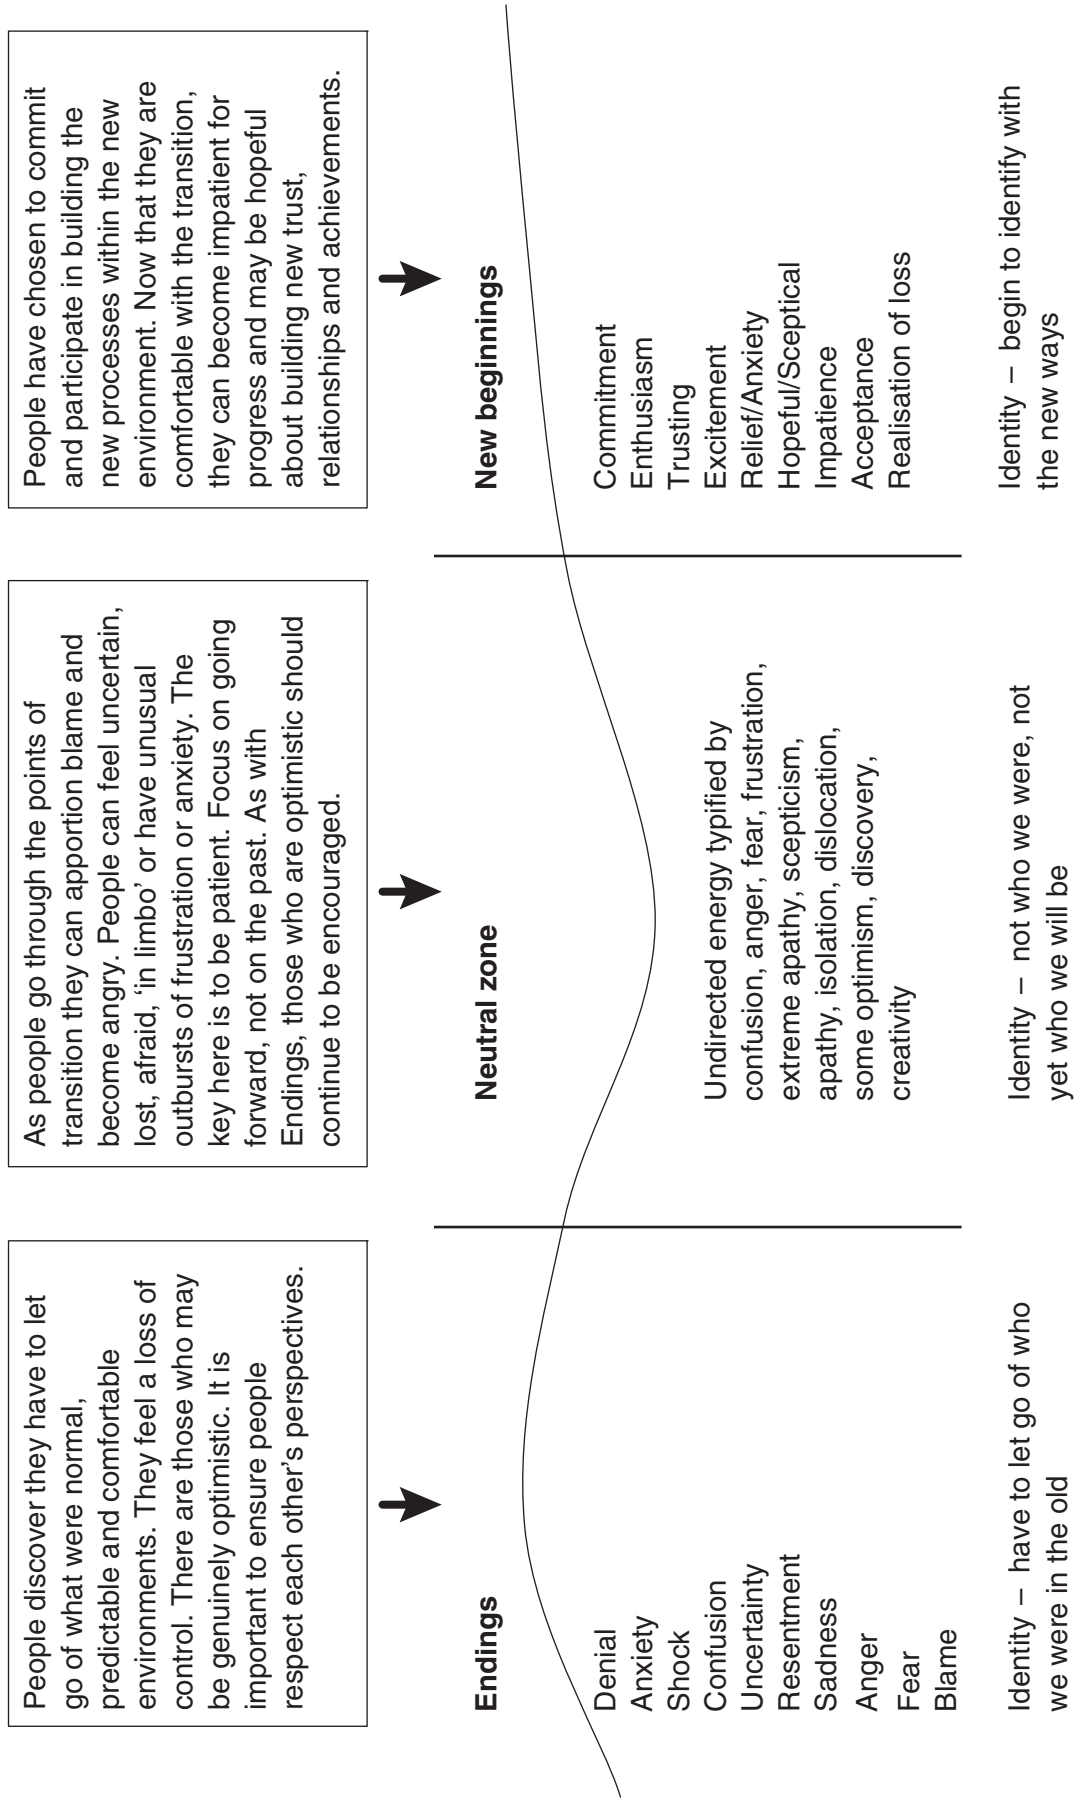 People discover they have to let
go of what were normal,
predictable and comfortable
environments. They feel a loss of
control. There are those who may
be genuinely optimistic. It is
important to ensure people
respect each other's perspectives.
As people go through the points of
transition they can apportion blame and
become angry. People can feel uncertain,
lost, afraid, ‘in limbo’ or have unusual
outbursts of frustration or anxiety. The
key here is to be patient. Focus on going
forward, not on the past. As with
Endings, those who are optimistic should
continue to be encouraged.
People have chosen to commit
and participate in building the
new processes within the new
environment. Now that they are
comfortable with the transition,
they can become impatient for
progress and may be hopeful
about building new trust,
relationships and achievements.
Endings
Neutral zone
New beginnings
Denial
Anxiety
Shock
Confusion
Uncertainty
Resentment
Sadness
Anger
Fear
Blame
Undirected energy typified by
confusion, anger, fear, frustration,
extreme apathy, scepticism,
apathy, isolation, dislocation,
some optimism, discovery,
creativity
Commitment
Enthusiasm
Trusting
Excitement
Relief/Anxiety
Hopeful/Sceptical
Impatience
Acceptance
Realisation of loss
Identity – have to let go of who
we were in the old
Identity – not who we were, not
yet who we will be
Identity – begin to identify with
the new ways